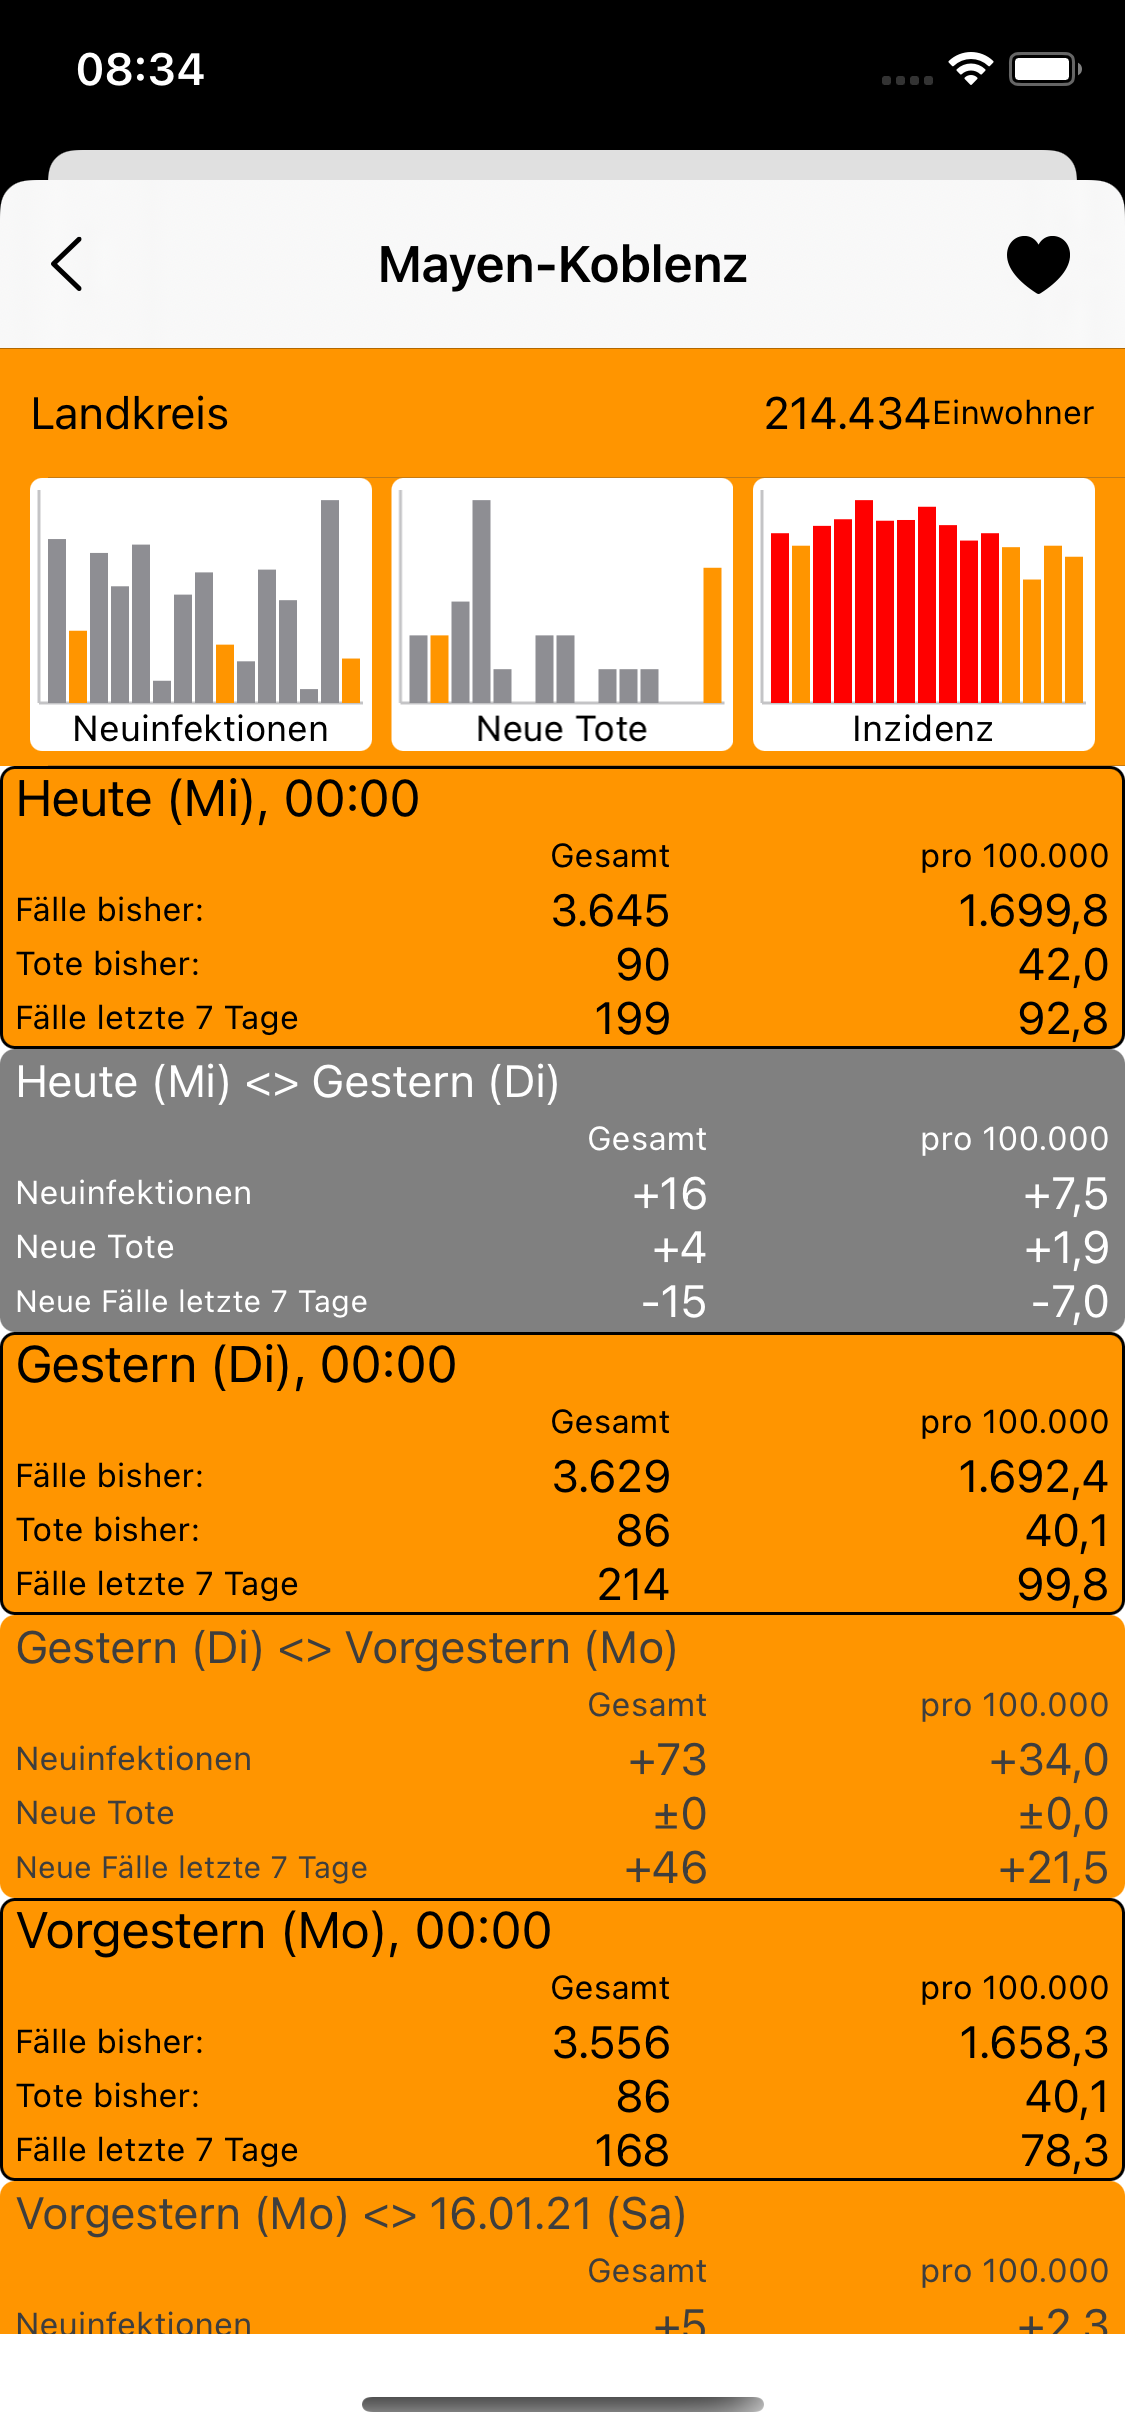 08:34
Mayen-Koblenz
Landkreis 214.434Einwohner
Neuinfektionen Neue Tote Inzidenz
Heute (Mi), 00:00
Gesamt pro 100.000
Fälle bisher: 3.645 1.699,8
Tote bisher: 90 42,0
Fälle letzte 7 Tage 199 92,8
Heute (Mi) <> Gestern (Di)
Gesamt pro 100.000
Neuinfektionen +16 +7,5
Neue Tote +4 +1,9
Neue Fälle letzte 7 Tage -15 -7,0
Gestern (Di), 00:00
Gesamt pro 100.000
Fälle bisher: 3.629 1.692,4
Tote bisher: 86 40,1
Fälle letzte 7 Tage 214 99,8
Gestern (Di) <> Vorgestern (Mo)
Gesamt pro 100.000
Neuinfektionen +73 +34,0
Neue Tote ±0 ±0,0
Neue Fälle letzte 7 Tage +46 +21,5
Vorgestern (Mo), 00:00
Gesamt pro 100.000
Fälle bisher: 3.556 1.658,3
Tote bisher: 86 40,1
Fälle letzte 7 Tage 168 78,3
Vorgestern (Mo) <> 16.01.21 (Sa)
Gesamt pro 100.000
Neuinfektionen +5 +2,3